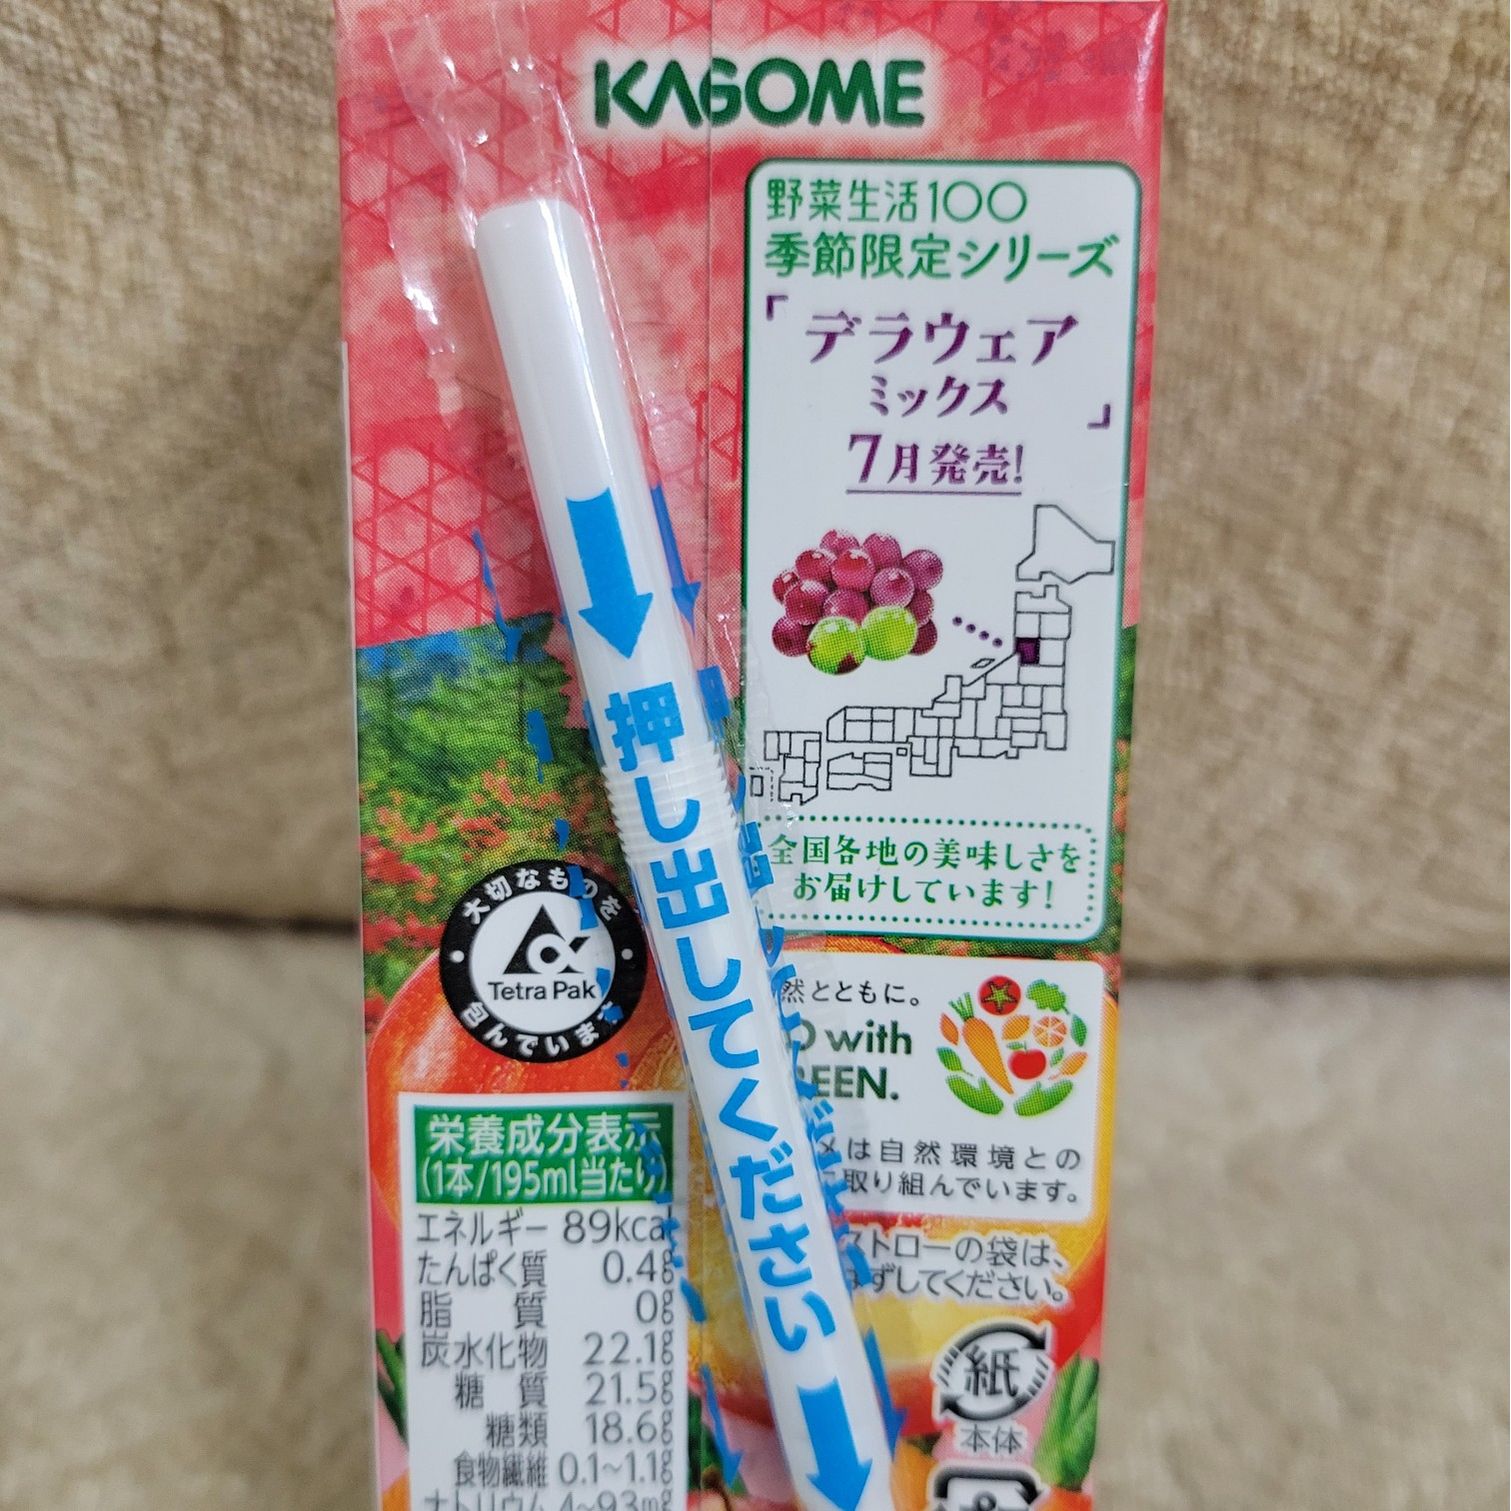 KAGOME
野菜生活100
季節限定シリーズ
「デラウェア
ミックス」
7月発売!
全国各地の美味しさを
お届けしています!
押し出してください
大切なものを
Tetra Pak
包んでいます
然とともに。
with
EEN.
メは自然環境との
取り組んでいます。
ストローの袋は、
ずしてください。
紙
本体
栄養成分表示
(1本/195ml当たり)
エネルギー 89kcal
たんぱく質 0.4g
脂質 0g
炭水化物 22.1g
糖質 21.5g
糖類 18.6g
食物繊維 0.1~1.1g
ナトリウム 4~93mg